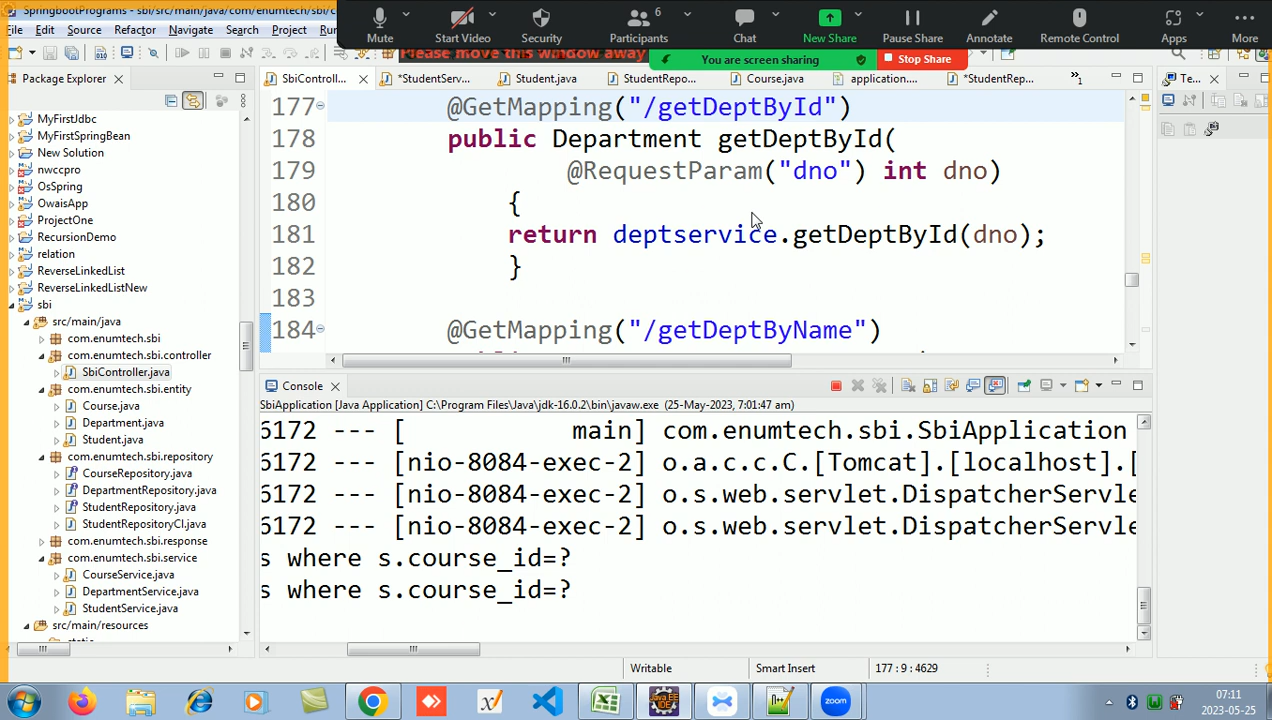 SpringbootPrograms - sbi/src/main/java/com/enumtech/sbi/c
File Edit Source Refactor Navigate Search Project Run
Mute
Start Video
Security
6
Participants
Chat
New Share
Pause Share
Annotate
Remote Control
Apps
More
Please move this window away
You are screen sharing
Stop Share
Package Explorer
MyFirstJdbc
MyFirstSpringBean
New Solution
nwccpro
OsSpring
OwaisApp
ProjectOne
RecursionDemo
relation
ReverseLinkedList
ReverseLinkedListNew
sbi
src/main/java
com.enumtech.sbi
com.enumtech.sbi.controller
SbiController.java
com.enumtech.sbi.entity
Course.java
Department.java
Student.java
com.enumtech.sbi.repository
CourseRepository.java
DepartmentRepository.java
StudentRepository.java
StudentRepositoryCI.java
com.enumtech.sbi.response
com.enumtech.sbi.service
CourseService.java
DepartmentService.java
StudentService.java
src/main/resources
SbiControll... *StudentServ... Student.java StudentRepo... Course.java application.... *StudentRep... »1
Te...
177 @GetMapping("/getDeptById")
178 public Department getDeptById(
179 @RequestParam("dno") int dno)
180 {
181 return deptservice.getDeptById(dno);
182 }
183
184 @GetMapping("/getDeptByName")
Console
SbiApplication [Java Application] C:\Program Files\Java\jdk-16.0.2\bin\javaw.exe (25-May-2023, 7:01:47 am)
6172 --- [ main] com.enumtech.sbi.SbiApplication
6172 --- [nio-8084-exec-2] o.a.c.c.C.[Tomcat].[localhost].[
6172 --- [nio-8084-exec-2] o.s.web.servlet.DispatcherServle
6172 --- [nio-8084-exec-2] o.s.web.servlet.DispatcherServle
s where s.course_id=?
s where s.course_id=?
Writable
Smart Insert
177 : 9 : 4629
zoom
07:11
2023-05-25